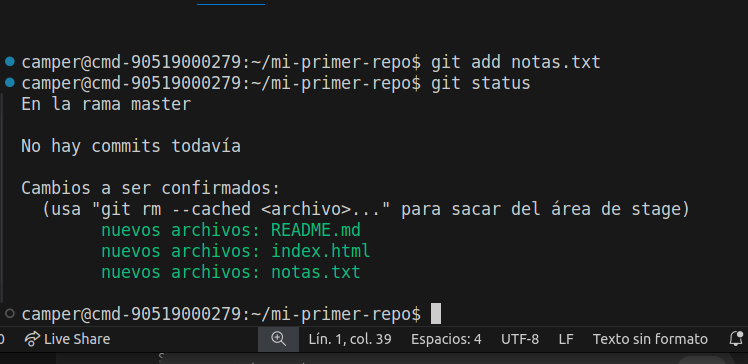 camper@cmd-90519000279:~/mi-primer-repo$ git add notas.txt
camper@cmd-90519000279:~/mi-primer-repo$ git status
En la rama master
No hay commits todavía
Cambios a ser confirmados:
(usa "git rm --cached <archivo>..." para sacar del área de stage)
nuevos archivos: README.md
nuevos archivos: index.html
nuevos archivos: notas.txt
camper@cmd-90519000279:~/mi-primer-repo$
0 Live Share Lín. 1, col. 39 Espacios: 4 UTF-8 LF Texto sin formato